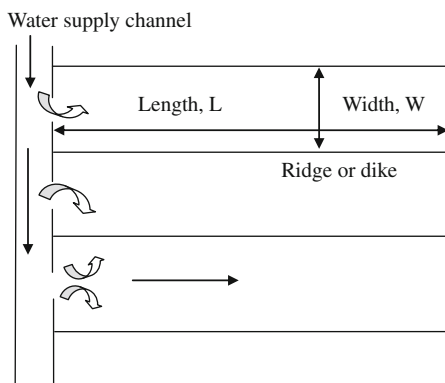 Water supply channel
Length, L
Width, W
Ridge or dike